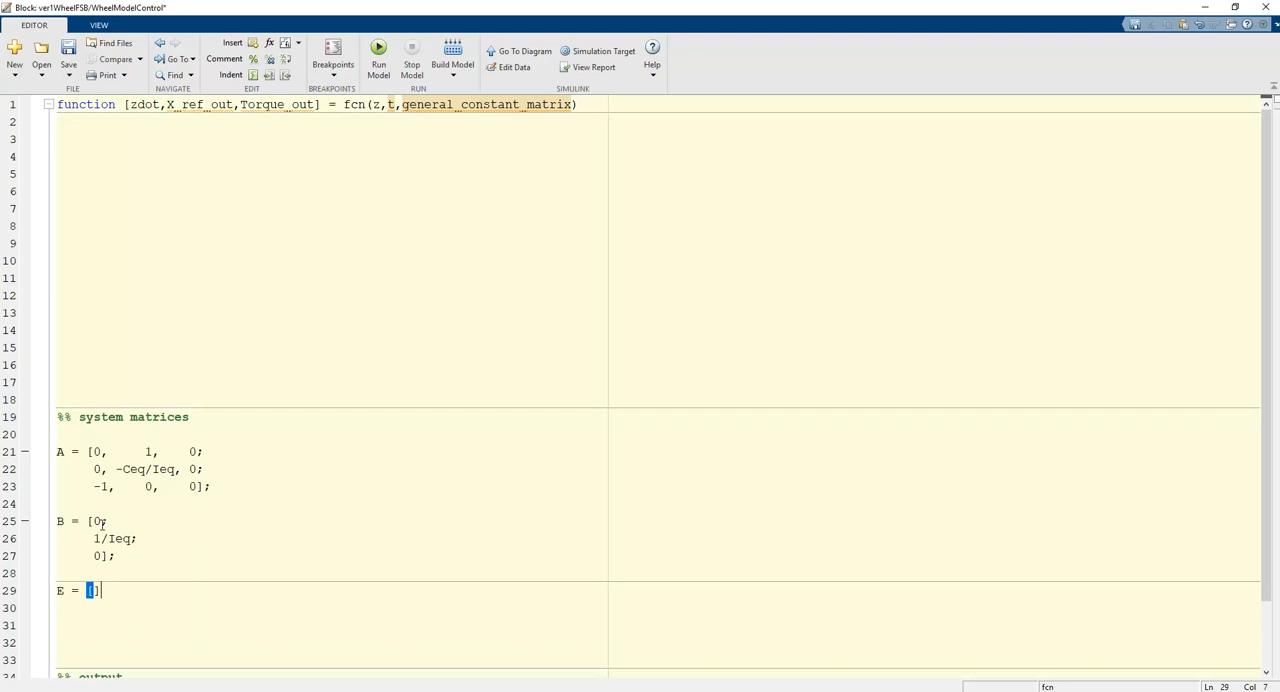 Block: ver1WheelFSB/WheelModelControl*
EDITOR VIEW
New Open Save Find Files Compare Print
FILE
Go To Find
NAVIGATE
Insert fx
Comment %
Indent
EDIT
Breakpoints
BREAKPOINTS
Run Model Stop Model Build Model
RUN
Go To Diagram Simulation Target
Edit Data View Report
SIMULINK
Help
1 function [zdot,X_ref_out,Torque_out] = fcn(z,t,general_constant_matrix)
2
3
4
5
6
7
8
9
10
11
12
13
14
15
16
17
18
19 %% system matrices
20
21 A = [0, 1, 0;
22 0, -Ceq/Ieq, 0;
23 -1, 0, 0];
24
25 B = [0;
26 1/Ieq;
27 0];
28
29 E = []
30
31
32
33
34 %% output
fcn Ln 29 Col 7